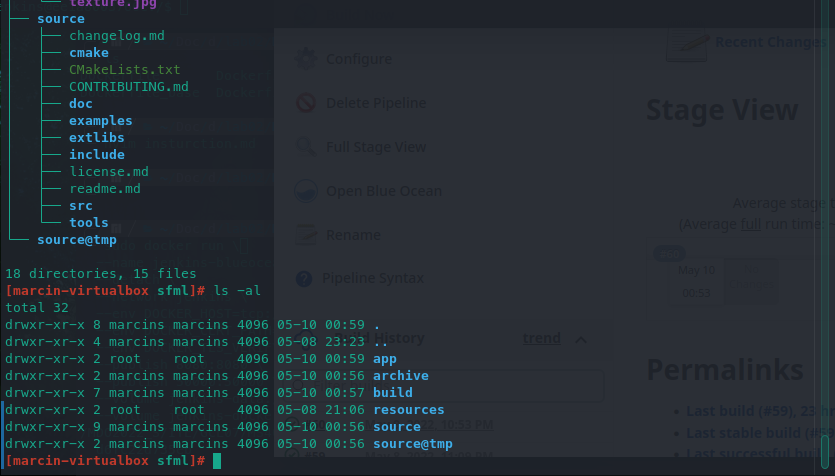 texture.jpg
├── source
│   ├── changelog.md
│   ├── cmake
│   ├── CMakeLists.txt
│   ├── CONTRIBUTING.md
│   ├── doc
│   ├── examples
│   ├── extlibs
│   ├── include
│   ├── license.md
│   ├── readme.md
│   ├── src
│   └── tools
└── source@tmp
18 directories, 15 files
[marcin-virtualbox sfml]# ls -al
total 32
drwxr-xr-x 8 marcins marcins 4096 05-10 00:59 .
drwxr-xr-x 4 marcins marcins 4096 05-08 23:23 ..
drwxr-xr-x 2 root    root    4096 05-10 00:59 app
drwxr-xr-x 2 marcins marcins 4096 05-10 00:56 archive
drwxr-xr-x 7 marcins marcins 4096 05-10 00:57 build
drwxr-xr-x 2 root    root    4096 05-08 21:06 resources
drwxr-xr-x 9 marcins marcins 4096 05-10 00:56 source
drwxr-xr-x 2 marcins marcins 4096 05-10 00:56 source@tmp
[marcin-virtualbox sfml]#
Configure
Delete Pipeline
Full Stage View
Open Blue Ocean
Rename
Pipeline Syntax
History
trend
Recent Changes
Stage View
Average stage
(Average full run time:
May 10
00:53
Permalinks
Last build (#59), 23
Last stable build
Last successful